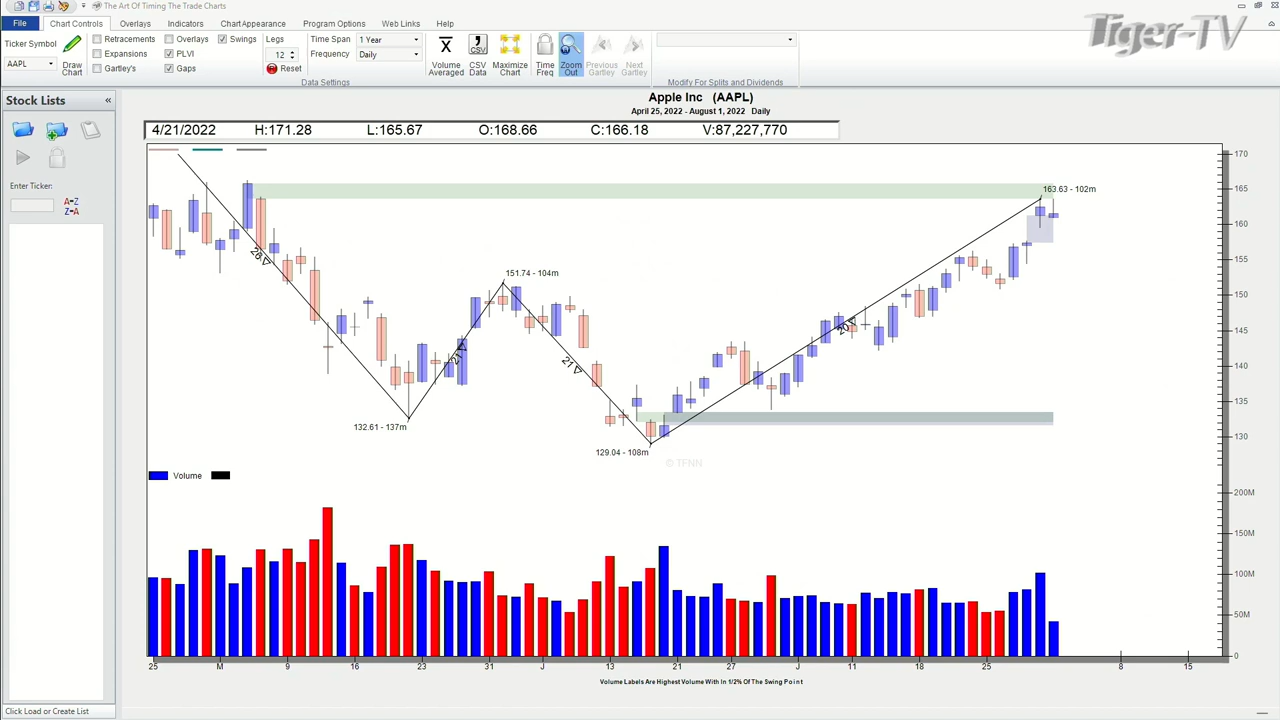 The Art Of Timing The Trade Charts
File Chart Controls Overlays Indicators Chart Appearance Program Options Web Links Help
Tiger-TV
Ticker Symbol
AAPL
Draw
Chart
Retracements Overlays Swings
Expansions PLVI
Gartley's Gaps
Legs
12
Reset
Time Span 1 Year
Frequency Daily
Data Settings
Volume
Averaged
CSV
CSV
Data
Maximize
Chart
Time
Freq
Zoom
Out
Previous
Gartley
Next
Gartley
Modify For Splits and Dividends
Stock Lists «
Enter Ticker:
A-Z
Z-A
Click Load or Create List
Apple Inc (AAPL)
April 25, 2022 - August 1, 2022 Daily
4/21/2022 H:171.28 L:165.67 O:168.66 C:166.18 V:87,227,770
170
165
160
155
150
145
140
135
130
163.63 - 102m
151.74 - 104m
132.61 - 137m
129.04 - 108m
21
21
© TFNN
Volume
200M
150M
100M
50M
0
25 M 9 16 23 31 J 13 21 27 J 11 18 25 8 15
Volume Labels Are Highest Volume With In 1/2% Of The Swing Point